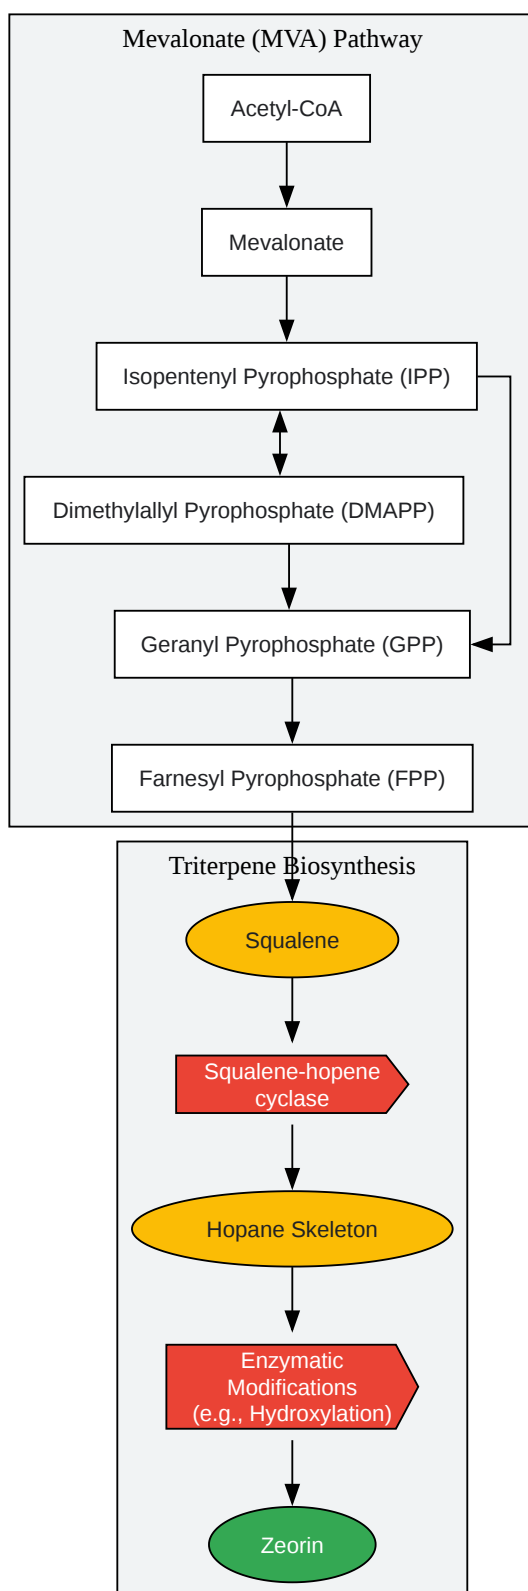 Mevalonate (MVA) Pathway
Acetyl-CoA
Mevalonate
Isopentenyl Pyrophosphate (IPP)
Dimethylallyl Pyrophosphate (DMAPP)
Geranyl Pyrophosphate (GPP)
Farnesyl Pyrophosphate (FPP)
Triterpene Biosynthesis
Squalene
Squalene-hopene
cyclase
Hopane Skeleton
Enzymatic
Modifications
(e.g., Hydroxylation)
Zeorin